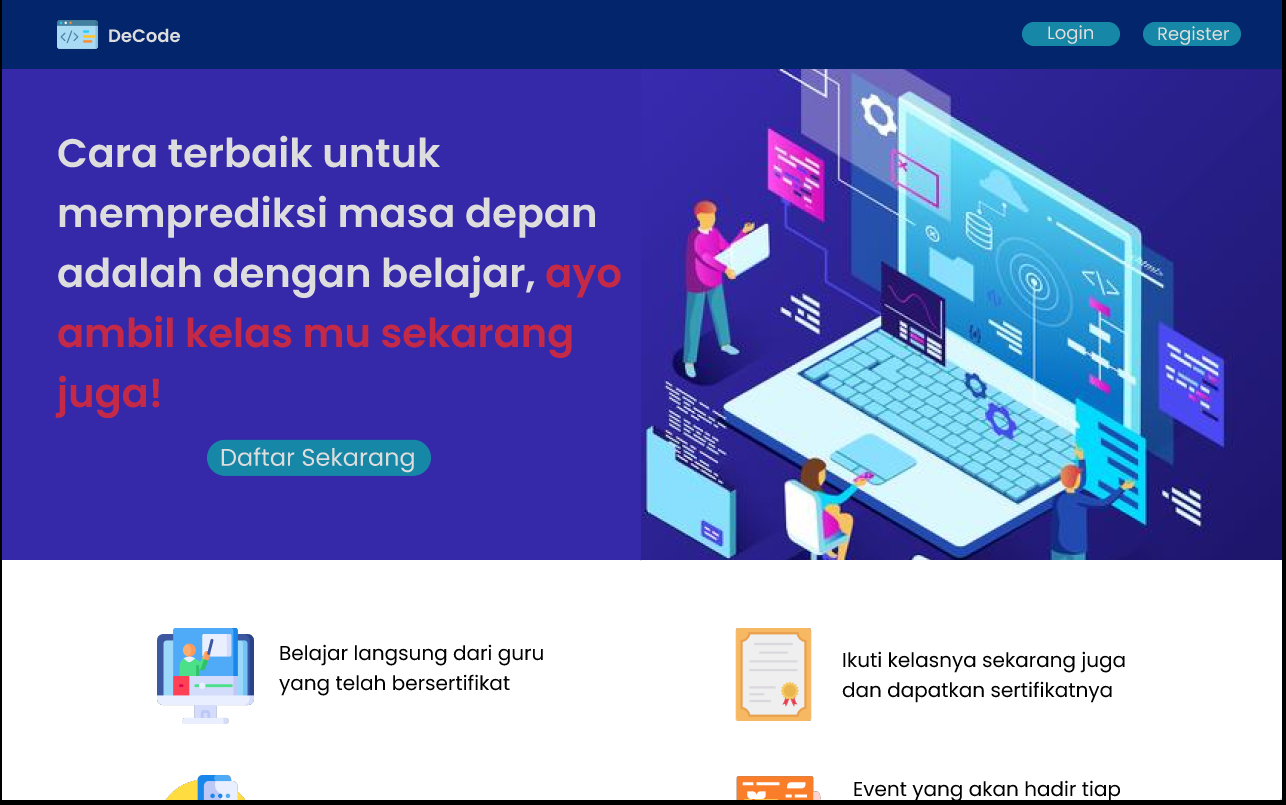 DeCode
Login
Register
Cara terbaik untuk
memprediksi masa depan
adalah dengan belajar, ayo
ambil kelas mu sekarang
juga!
Daftar Sekarang
</>
html>
Belajar langsung dari guru
yang telah bersertifikat
Ikuti kelasnya sekarang juga
dan dapatkan sertifikatnya
Event yang akan hadir tiap